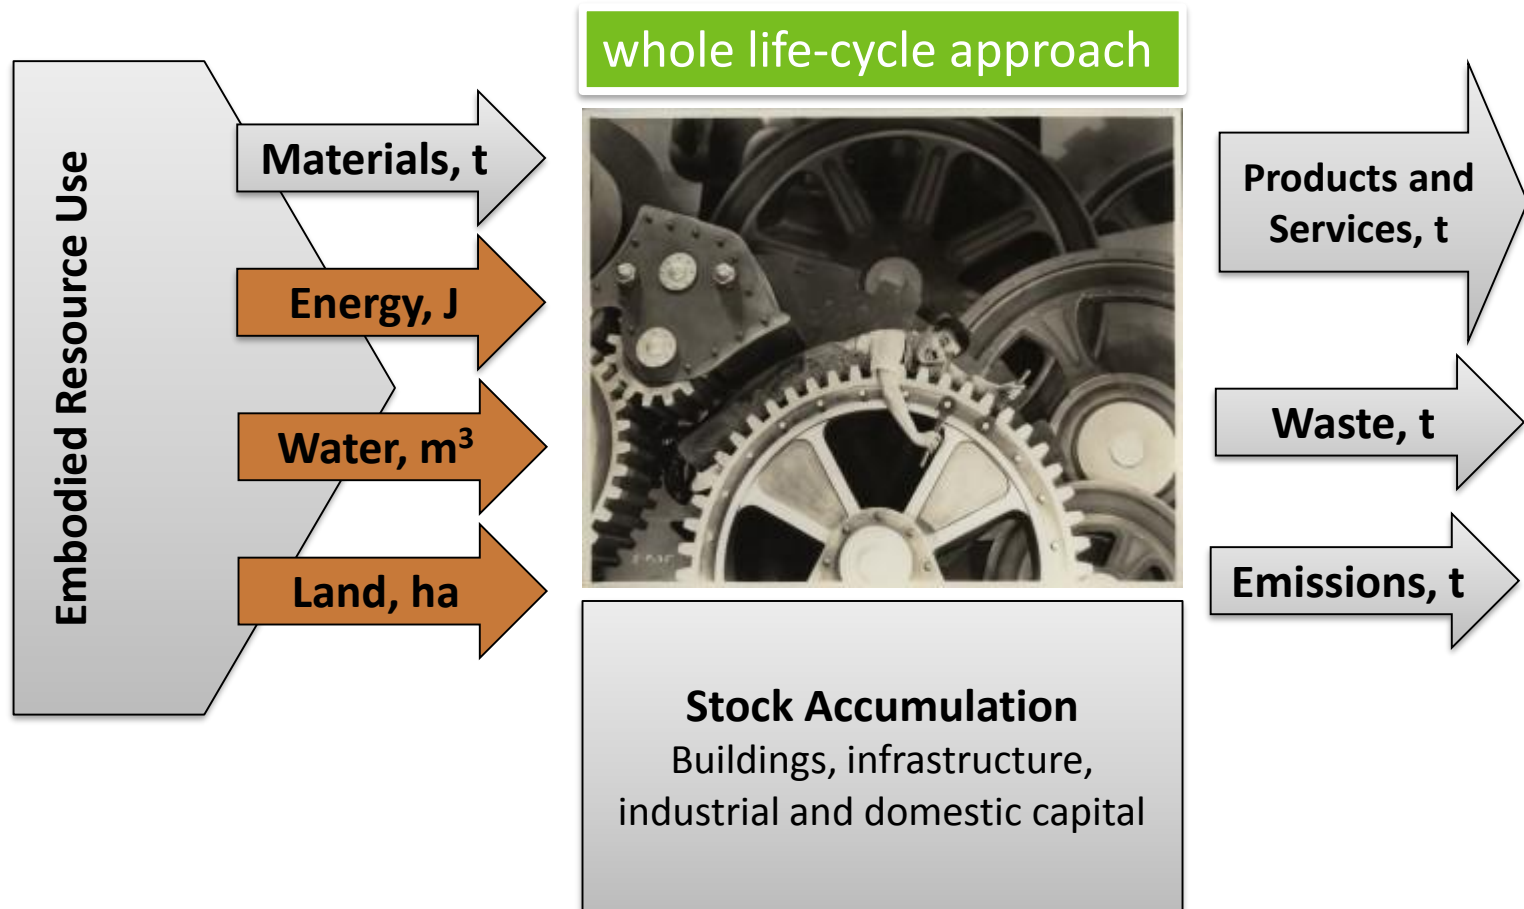 whole life-cycle approach
Embodied Resource Use
Materials, t
Energy, J
Water, m³
Land, ha
Products and
Services, t
Waste, t
Emissions, t
Stock Accumulation
Buildings, infrastructure,
industrial and domestic capital